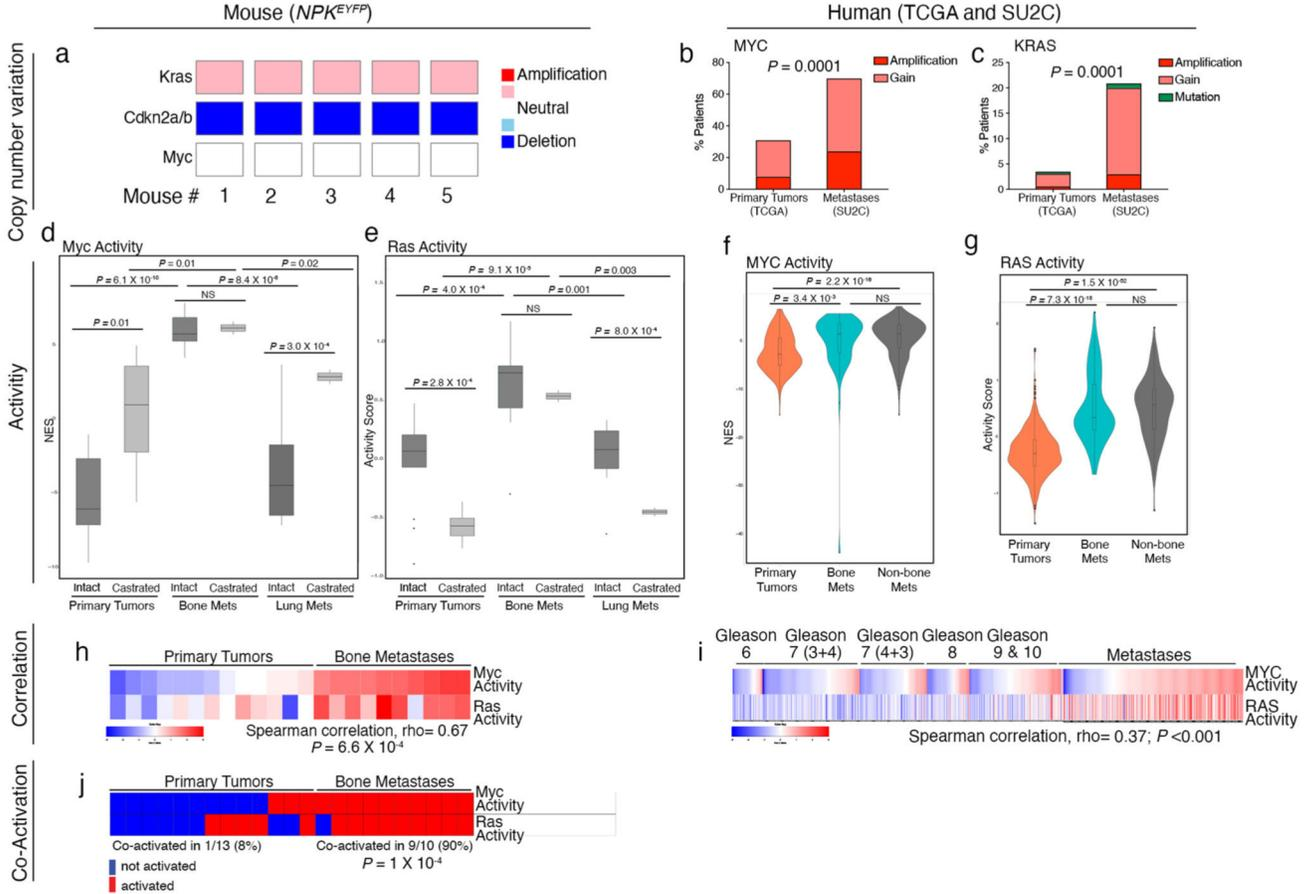 Mouse (NPK^EYFP)
Human (TCGA and SU2C)
Copy number variation
a
Kras
Cdkn2a/b
Myc
Mouse # 1 2 3 4 5
Amplification
Neutral
Deletion
b
MYC
P = 0.0001
Amplification
Gain
% Patients
80
60
40
20
0
Primary Tumors Metastases
(TCGA) (SU2C)
c
KRAS
P = 0.0001
Amplification
Gain
Mutation
% Patients
25
20
15
10
5
0
Primary Tumors Metastases
(TCGA) (SU2C)
Activity
d
Myc Activity
P = 0.01 P = 0.02
P = 6.1 X 10^-10 P = 8.4 X 10^-6
NS
P = 0.01
P = 3.0 X 10^-4
NES
Intact Castrated Intact Castrated Intact Castrated
Primary Tumors Bone Mets Lung Mets
e
Ras Activity
P = 9.1 X 10^-5 P = 0.003
P = 4.0 X 10^-4 P = 0.001
NS
P = 8.0 X 10^-4
P = 2.8 X 10^-4
Activity Score
1.5
1.0
0.5
0.0
-0.5
-1.0
Intact Castrated Intact Castrated Intact Castrated
Primary Tumors Bone Mets Lung Mets
f
MYC Activity
P = 2.2 X 10^-16
P = 3.4 X 10^-3 NS
NES
Primary Bone Non-bone
Tumors Mets Mets
g
RAS Activity
P = 1.5 X 10^-52
P = 7.3 X 10^-18 NS
Activity Score
Primary Bone Non-bone
Tumors Mets Mets
Correlation
h
Primary Tumors Bone Metastases
Myc
Activity
Ras
Activity
Spearman correlation, rho= 0.67
P = 6.6 X 10^-4
i
Gleason Gleason Gleason Gleason Gleason
6 7 (3+4) 7 (4+3) 8 9 & 10 Metastases
MYC
Activity
RAS
Activity
Spearman correlation, rho= 0.37; P <0.001
Co-Activation
j
Primary Tumors Bone Metastases
Myc
Activity
Ras
Activity
Co-activated in 1/13 (8%) Co-activated in 9/10 (90%)
P = 1 X 10^-4
not activated
activated